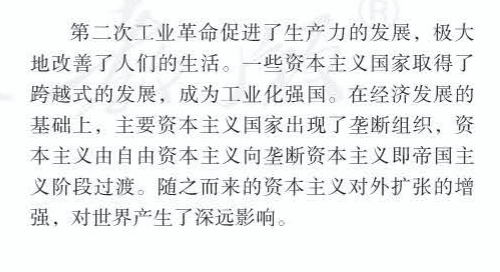 第二次工业革命促进了生产力的发展，极大
地改善了人们的生活。一些资本主义国家取得了
跨越式的发展，成为工业化强国。在经济发展的
基础上，主要资本主义国家出现了垄断组织，资
本主义由自由资本主义向垄断资本主义即帝国主
义阶段过渡。随之而来的资本主义对外扩张的增
强，对世界产生了深远影响。